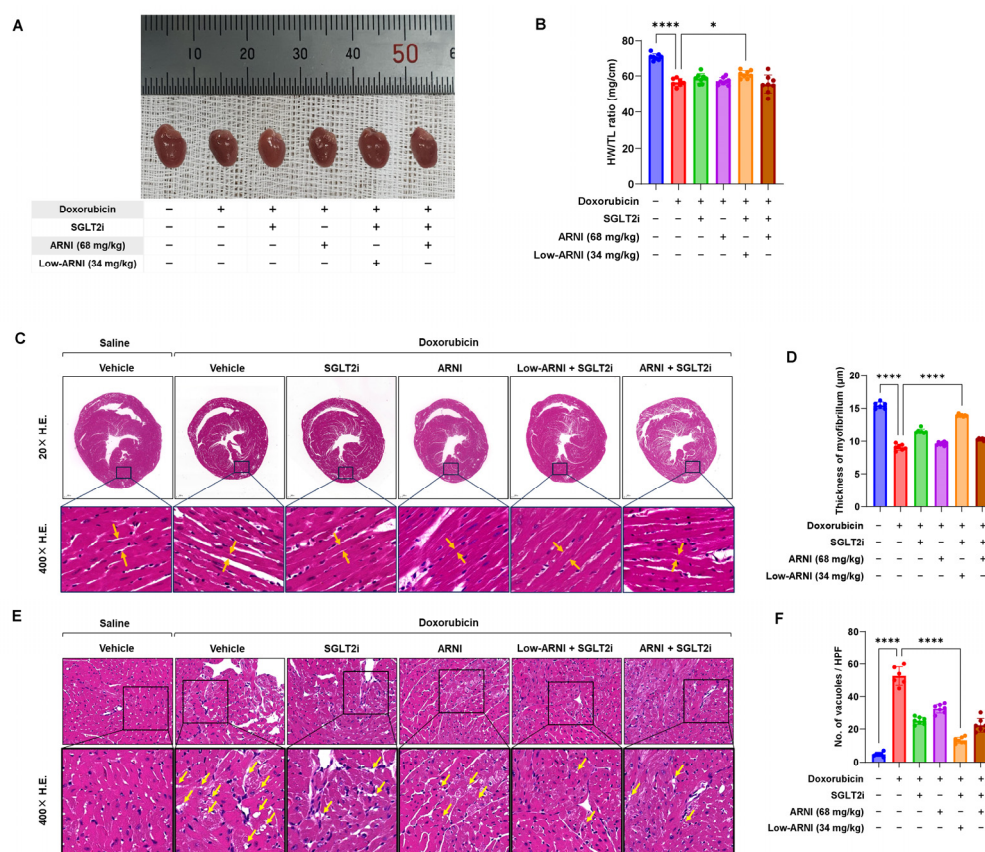 A
10 20 30 40 50 6
Doxorubicin – + + + + +
SGLT2i – – + – + +
ARNI (68 mg/kg) – – – + – +
Low-ARNI (34 mg/kg) – – – – + –
B
**** *
HW/TL ratio (mg/cm)
80
60
40
20
0
Doxorubicin – + + + + +
SGLT2i – – + – + +
ARNI (68 mg/kg) – – – + – +
Low-ARNI (34 mg/kg) – – – – + –
C
Saline Doxorubicin
Vehicle Vehicle SGLT2i ARNI Low-ARNI + SGLT2i ARNI + SGLT2i
20× H.E.
400× H.E.
D
**** ****
Thickness of myofibrillum (μm)
20
15
10
5
0
Doxorubicin – + + + + +
SGLT2i – – + – + +
ARNI (68 mg/kg) – – – + – +
Low-ARNI (34 mg/kg) – – – – + –
E
Saline Doxorubicin
Vehicle Vehicle SGLT2i ARNI Low-ARNI + SGLT2i ARNI + SGLT2i
400× H.E.
F
**** ****
No. of vacuoles / HPF
80
60
40
20
0
Doxorubicin – + + + + +
SGLT2i – – + – + +
ARNI (68 mg/kg) – – – + – +
Low-ARNI (34 mg/kg) – – – – + –